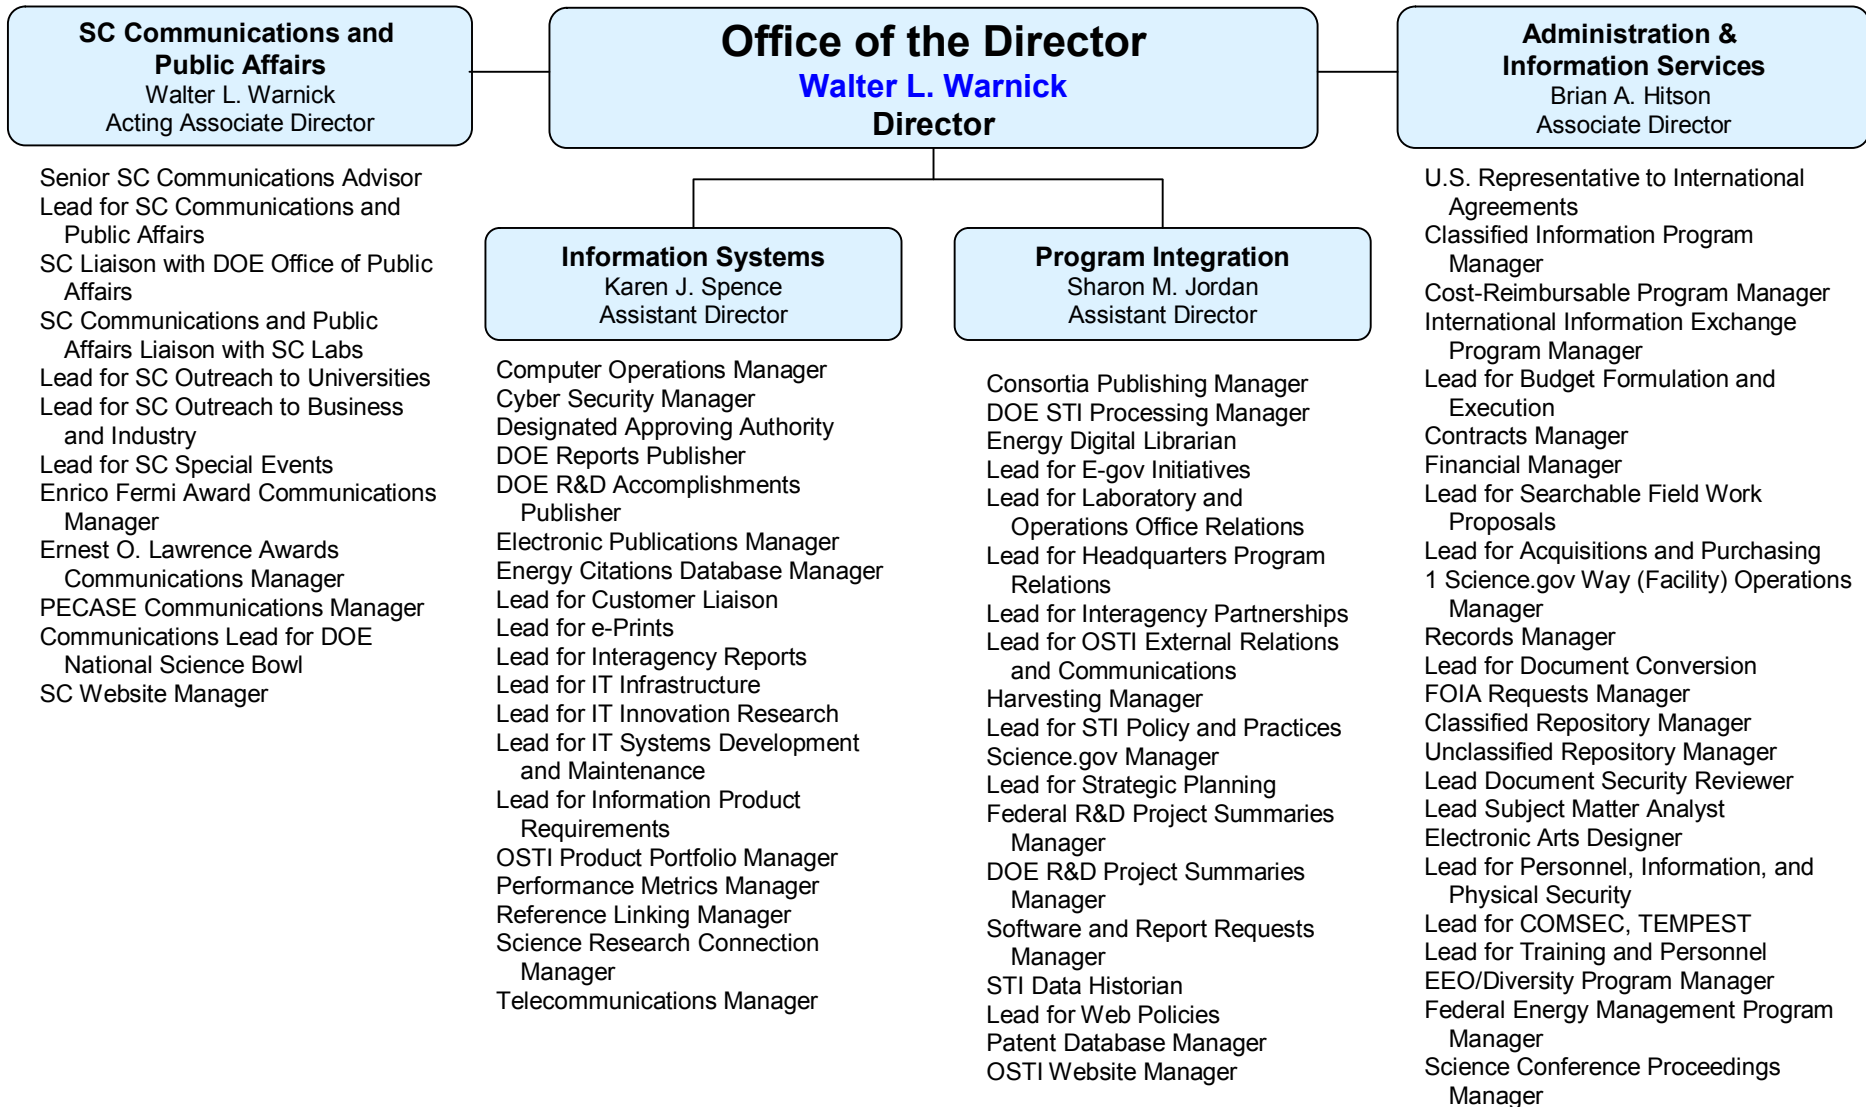 SC Communications and
Public Affairs
Walter L. Warnick
Acting Associate Director
Senior SC Communications Advisor
Lead for SC Communications and
Public Affairs
SC Liaison with DOE Office of Public
Affairs
SC Communications and Public
Affairs Liaison with SC Labs
Lead for SC Outreach to Universities
Lead for SC Outreach to Business
and Industry
Lead for SC Special Events
Enrico Fermi Award Communications
Manager
Ernest O. Lawrence Awards
Communications Manager
PECASE Communications Manager
Communications Lead for DOE
National Science Bowl
SC Website Manager
Office of the Director
Walter L. Warnick
Director
Information Systems
Karen J. Spence
Assistant Director
Computer Operations Manager
Cyber Security Manager
Designated Approving Authority
DOE Reports Publisher
DOE R&D Accomplishments
Publisher
Electronic Publications Manager
Energy Citations Database Manager
Lead for Customer Liaison
Lead for e-Prints
Lead for Interagency Reports
Lead for IT Infrastructure
Lead for IT Innovation Research
Lead for IT Systems Development
and Maintenance
Lead for Information Product
Requirements
OSTI Product Portfolio Manager
Performance Metrics Manager
Reference Linking Manager
Science Research Connection
Manager
Telecommunications Manager
Program Integration
Sharon M. Jordan
Assistant Director
Consortia Publishing Manager
DOE STI Processing Manager
Energy Digital Librarian
Lead for E-gov Initiatives
Lead for Laboratory and
Operations Office Relations
Lead for Headquarters Program
Relations
Lead for Interagency Partnerships
Lead for OSTI External Relations
and Communications
Harvesting Manager
Lead for STI Policy and Practices
Science.gov Manager
Lead for Strategic Planning
Federal R&D Project Summaries
Manager
DOE R&D Project Summaries
Manager
Software and Report Requests
Manager
STI Data Historian
Lead for Web Policies
Patent Database Manager
OSTI Website Manager
Administration &
Information Services
Brian A. Hitson
Associate Director
U.S. Representative to International
Agreements
Classified Information Program
Manager
Cost-Reimbursable Program Manager
International Information Exchange
Program Manager
Lead for Budget Formulation and
Execution
Contracts Manager
Financial Manager
Lead for Searchable Field Work
Proposals
Lead for Acquisitions and Purchasing
1 Science.gov Way (Facility) Operations
Manager
Records Manager
Lead for Document Conversion
FOIA Requests Manager
Classified Repository Manager
Unclassified Repository Manager
Lead Document Security Reviewer
Lead Subject Matter Analyst
Electronic Arts Designer
Lead for Personnel, Information, and
Physical Security
Lead for COMSEC, TEMPEST
Lead for Training and Personnel
EEO/Diversity Program Manager
Federal Energy Management Program
Manager
Science Conference Proceedings
Manager